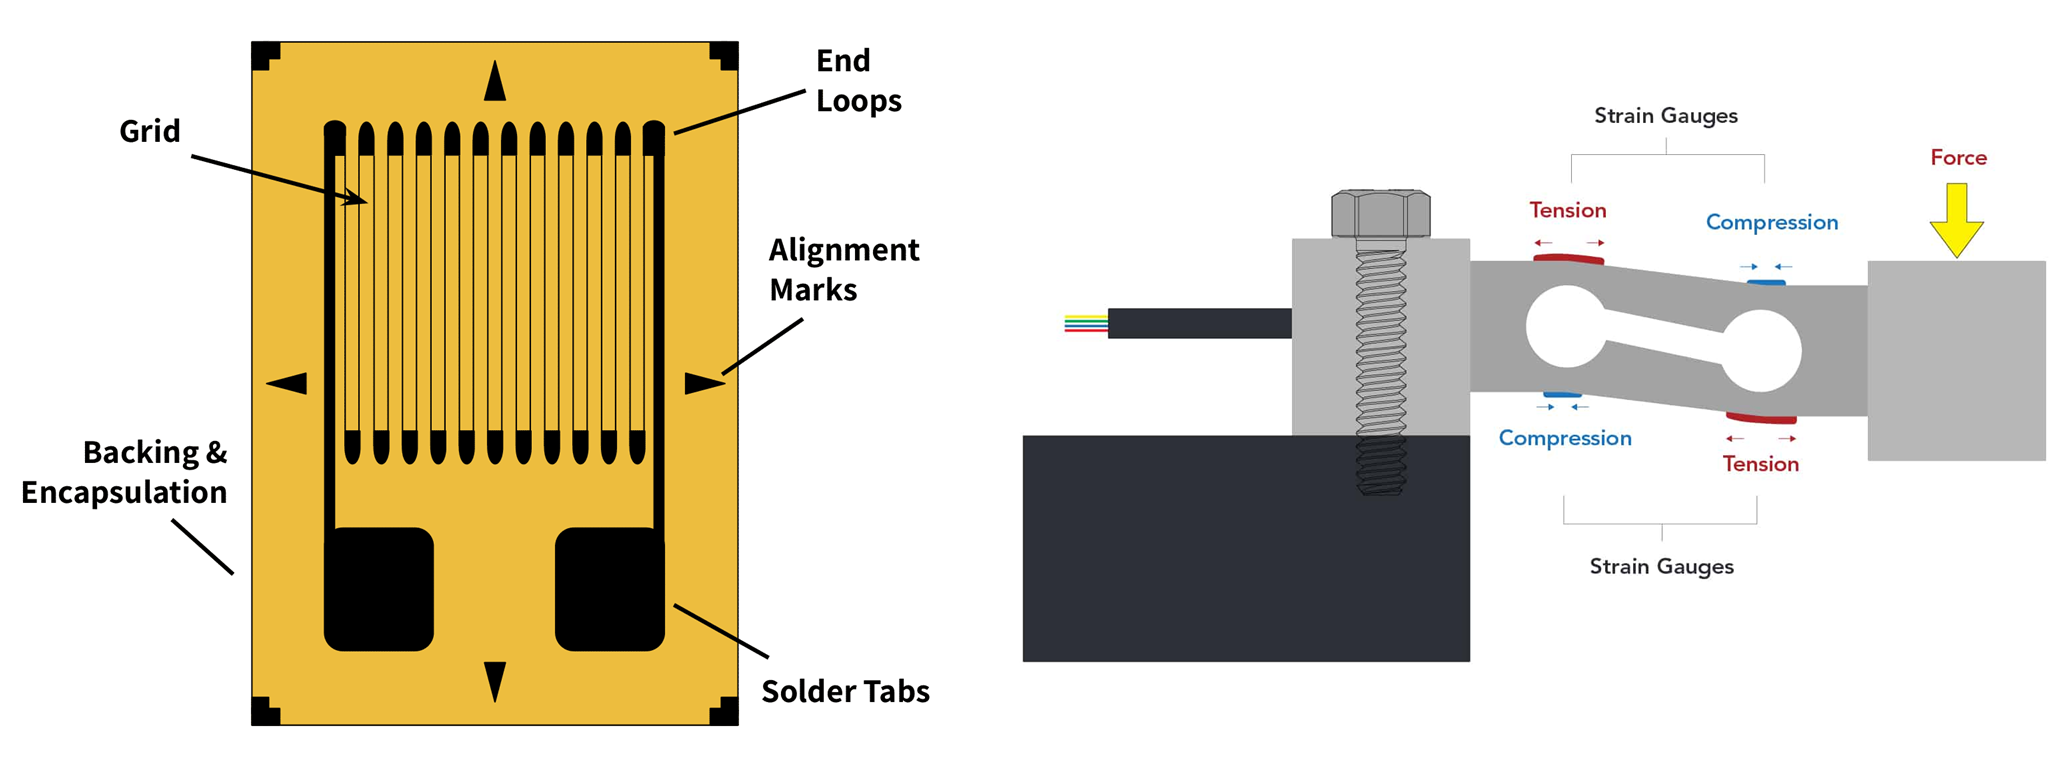 Grid
End
Loops
Alignment
Marks
Backing &
Encapsulation
Solder Tabs
Strain Gauges
Force
Tension
Compression
Compression
Tension
Strain Gauges